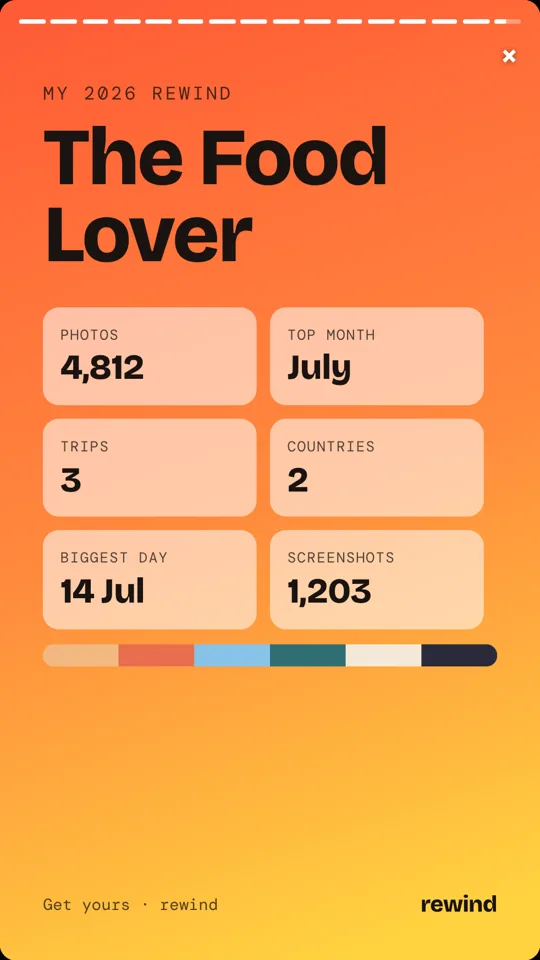 MY 2026 REWIND
The Food
Lover
PHOTOS
4,812
TOP MONTH
July
TRIPS
3
COUNTRIES
2
BIGGEST DAY
14 Jul
SCREENSHOTS
1,203
Get yours · rewind
rewind